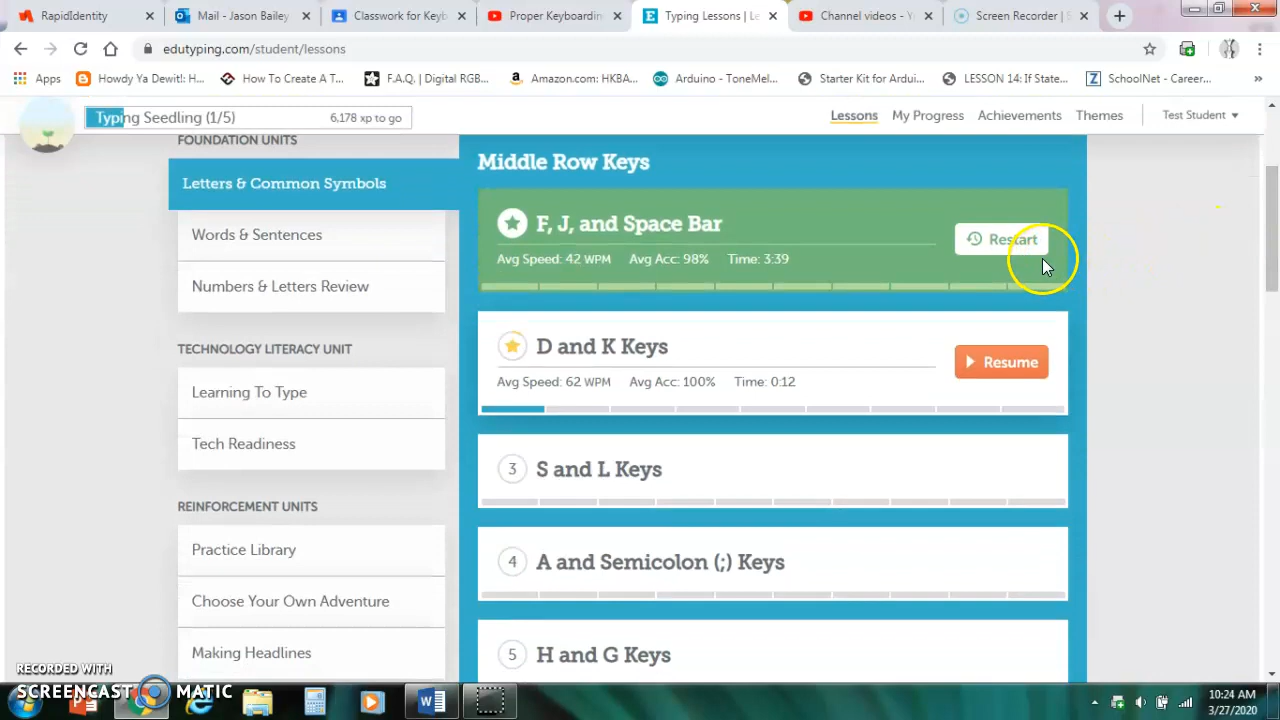 RapidIdentity
Mail - Jason Bailey
Classwork for Keyb
Proper Keyboardin
Typing Lessons | Le
Channel videos - Y
Screen Recorder | S
edutyping.com/student/lessons
Apps
Howdy Ya Dewit!: H...
How To Create A T...
F.A.Q. | Digital RGB...
Amazon.com: HKBA...
Arduino - ToneMel...
Starter Kit for Ardui...
LESSON 14: If State...
SchoolNet - Career...
»
Typing Seedling (1/5)
6,178 xp to go
Lessons
My Progress
Achievements
Themes
Test Student
FOUNDATION UNITS
Letters & Common Symbols
Words & Sentences
Numbers & Letters Review
TECHNOLOGY LITERACY UNIT
Learning To Type
Tech Readiness
REINFORCEMENT UNITS
Practice Library
Choose Your Own Adventure
Making Headlines
Middle Row Keys
F, J, and Space Bar
Avg Speed: 42 WPM Avg Acc: 98% Time: 3:39
Restart
D and K Keys
Avg Speed: 62 WPM Avg Acc: 100% Time: 0:12
Resume
3 S and L Keys
4 A and Semicolon (;) Keys
5 H and G Keys
RECORDED WITH
SCREENCAST MATIC
10:24 AM
3/27/2020